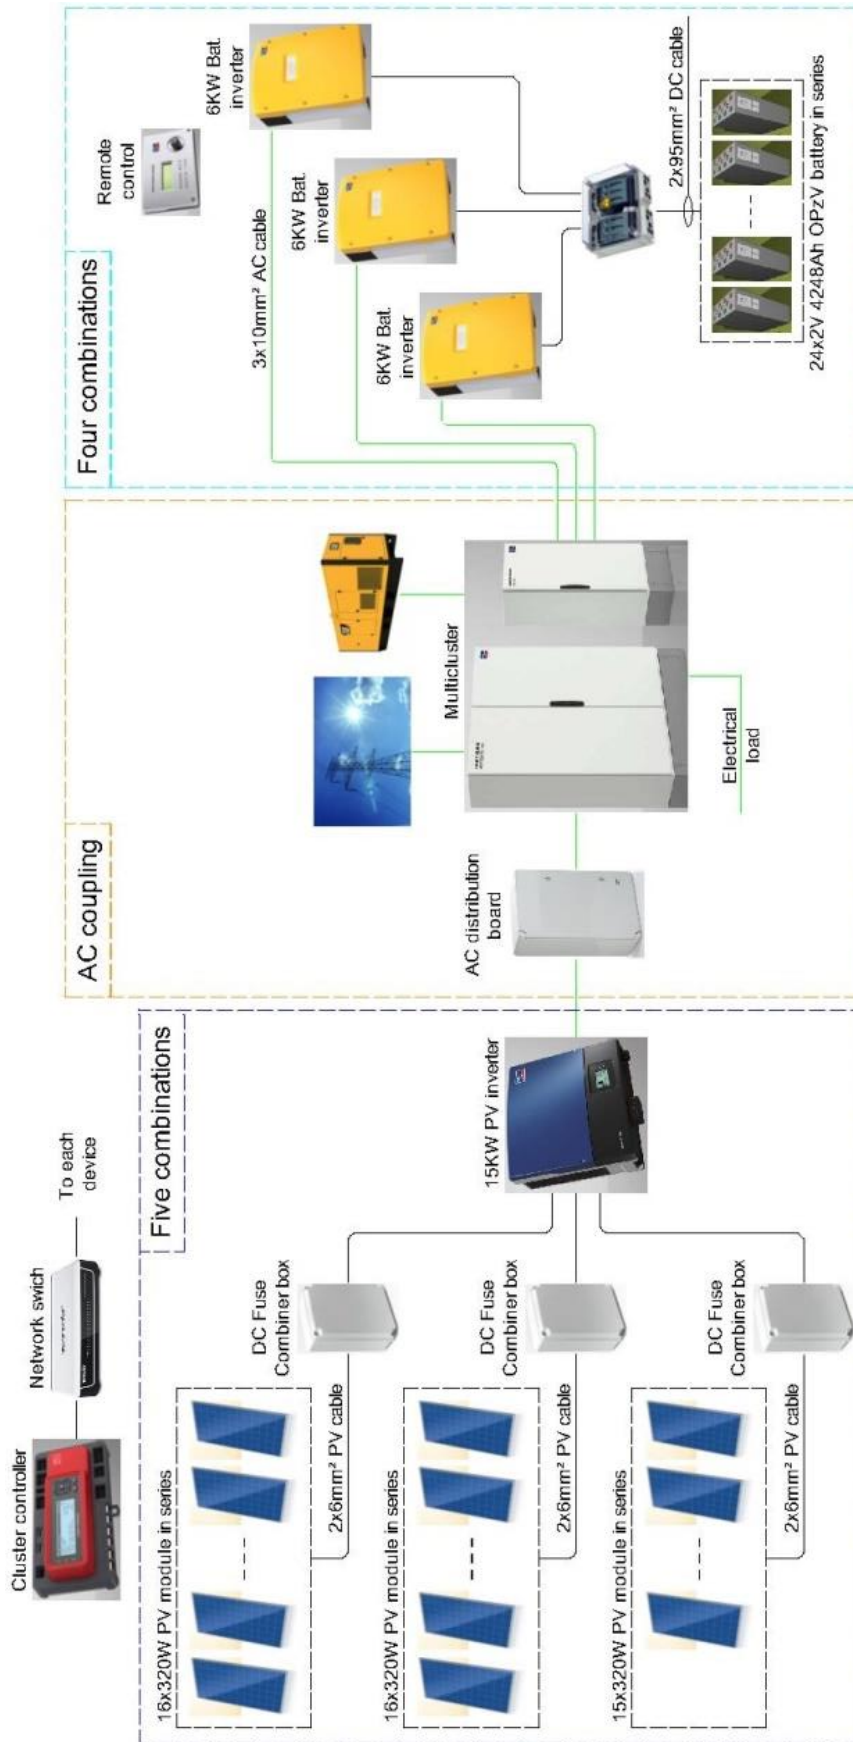 Cluster controller
Network swich
To each
device
Five combinations
16x320W PV module in series
2x6mm² PV cable
DC Fuse
Combiner box
16x320W PV module in series
2x6mm² PV cable
DC Fuse
Combiner box
15x320W PV module in series
2x6mm² PV cable
DC Fuse
Combiner box
15KW PV inverter
AC coupling
AC distribution
board
Multicluster
Electrical
load
Four combinations
Remote
control
3x10mm² AC cable
6KW Bat.
inverter
6KW Bat.
inverter
6KW Bat.
inverter
2x95mm² DC cable
24x2V 4248Ah OPzV battery in series